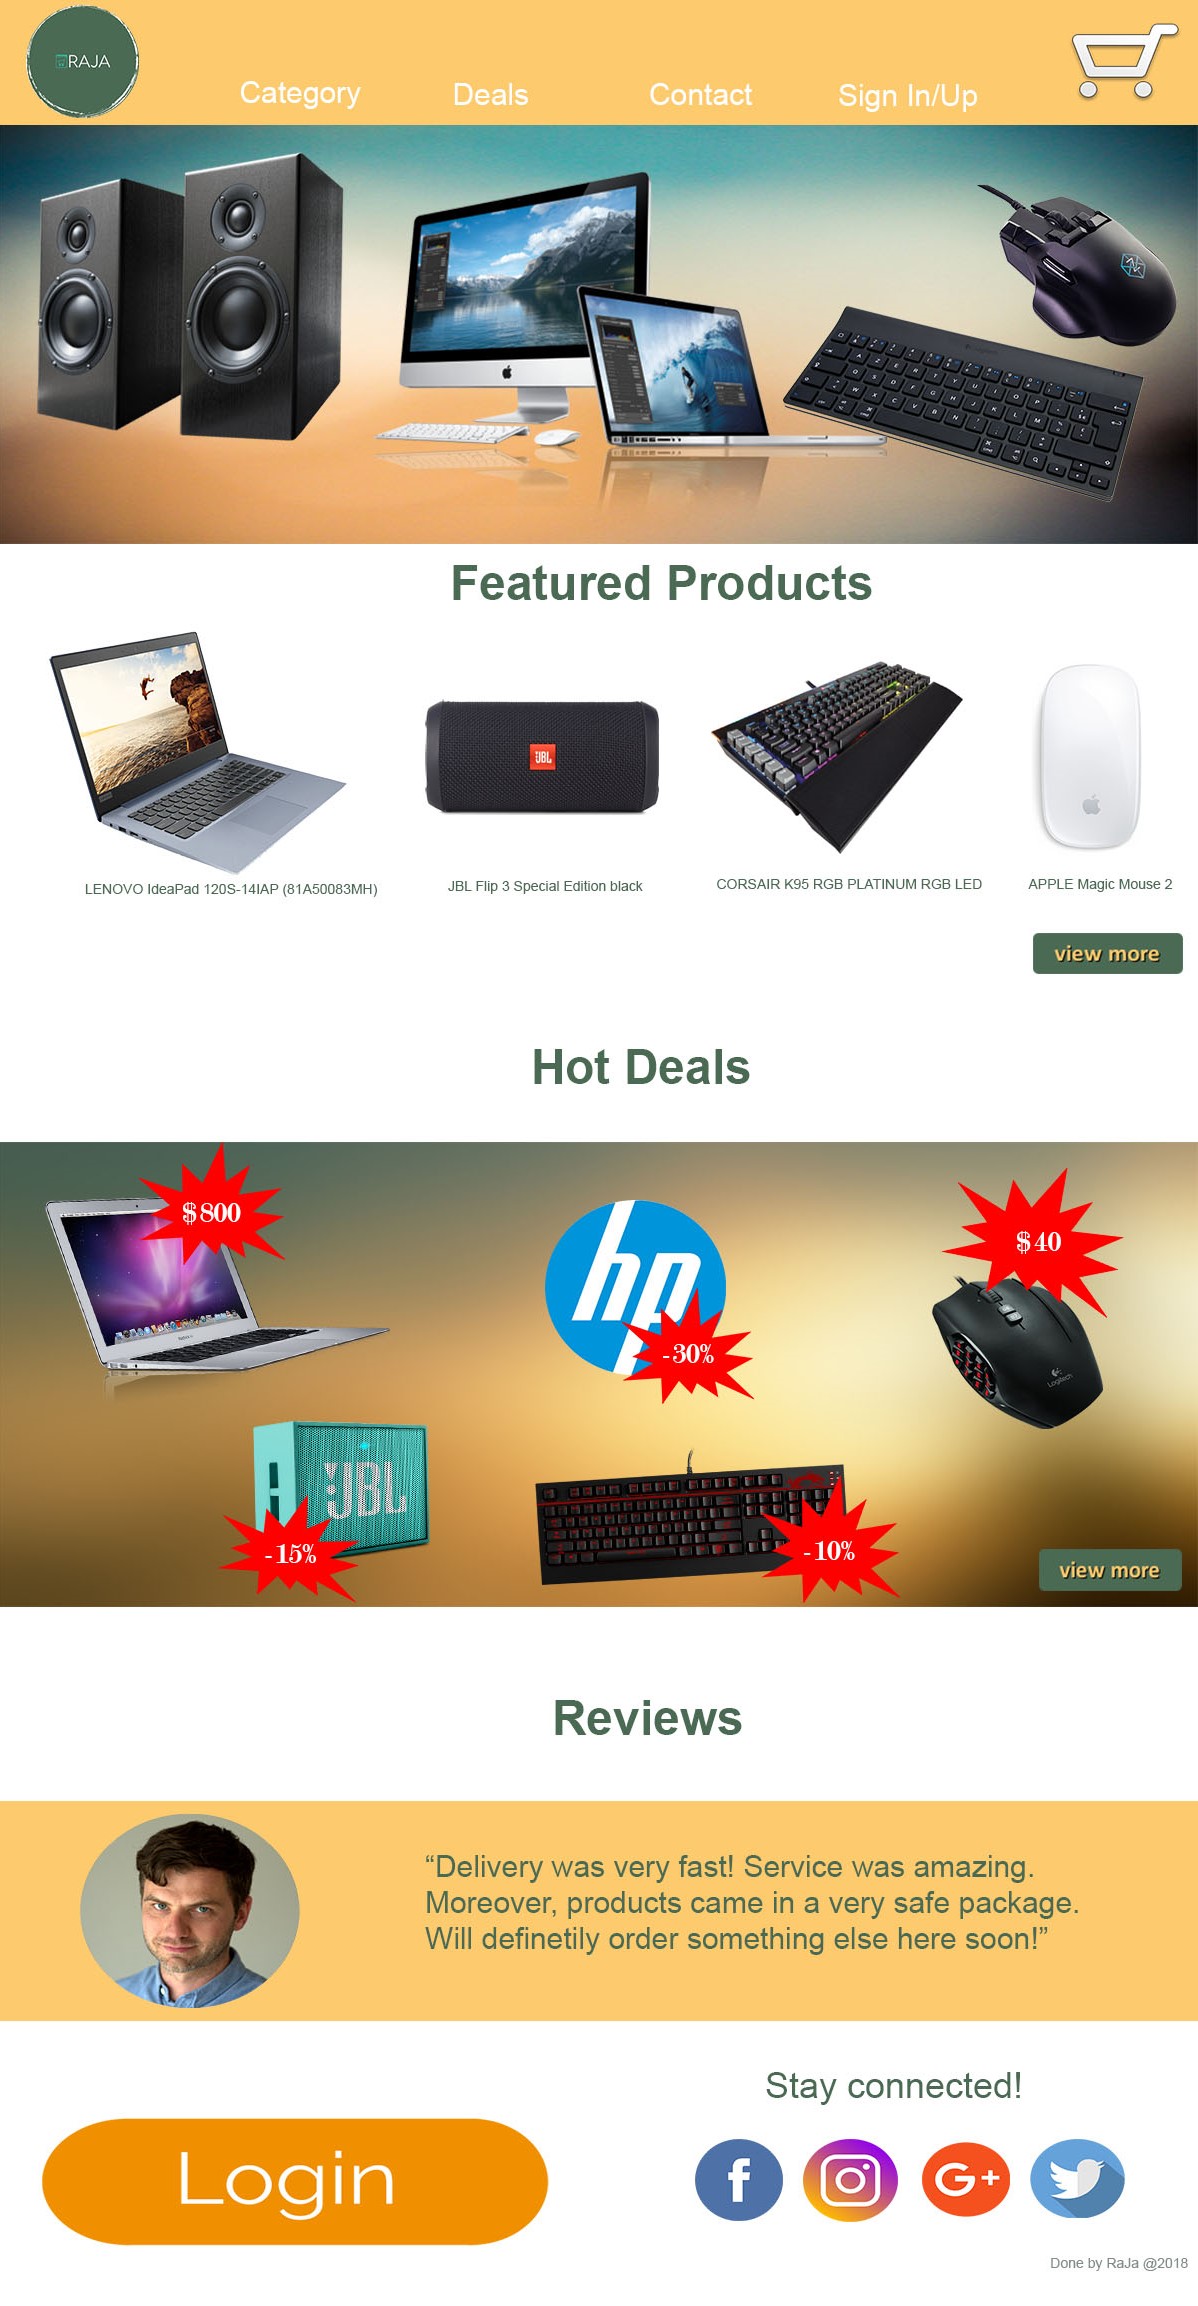 RAJA
Category Deals Contact Sign In/Up
Featured Products
JBL
LENOVO IdeaPad 120S-14IAP (81A50083MH)
JBL Flip 3 Special Edition black
CORSAIR K95 RGB PLATINUM RGB LED
APPLE Magic Mouse 2
view more
Hot Deals
$800
hp
-30%
$40
Logitech
JBL
-15%
-10%
view more
Reviews
“Delivery was very fast! Service was amazing.
Moreover, products came in a very safe package.
Will definetily order something else here soon!”
Stay connected!
Login
f
G+
Done by RaJa @2018